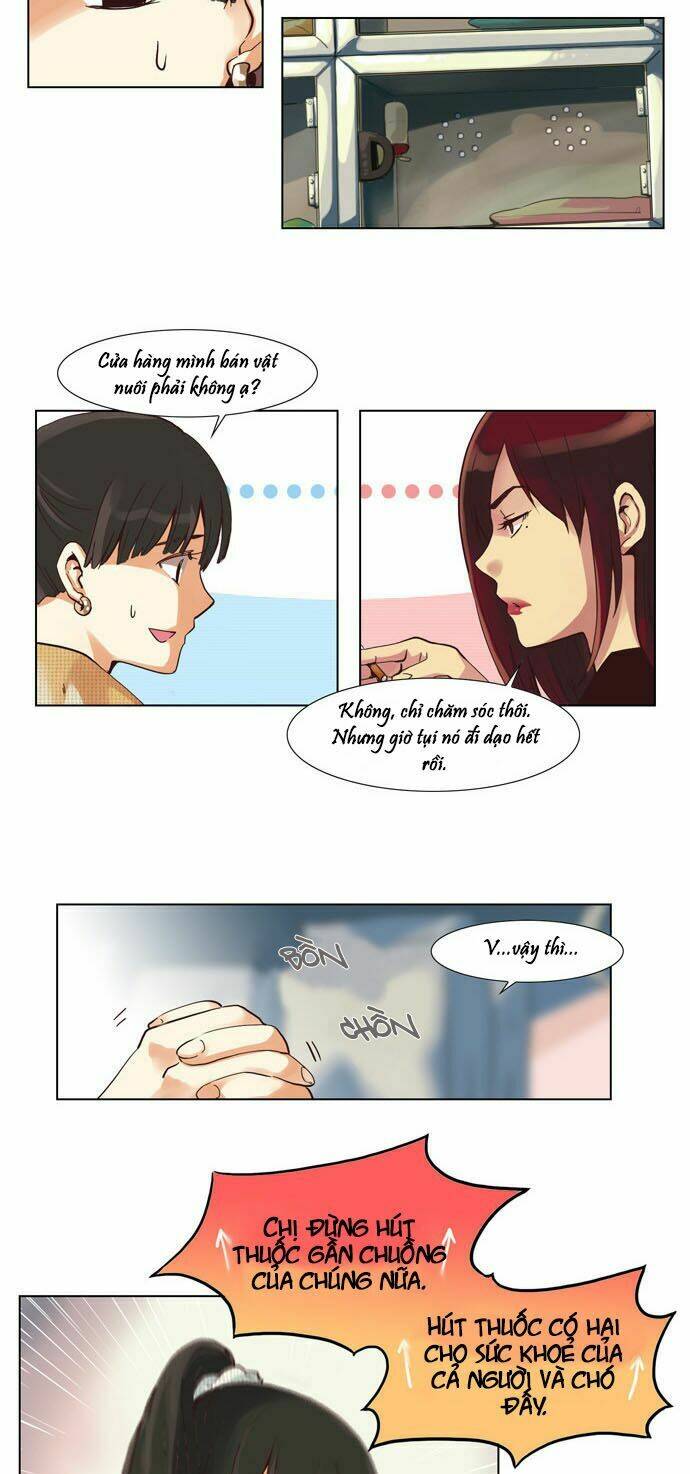 Cửa hàng mình bán vật
nuôi phải không ạ?
Không, chỉ chăm sóc thôi.
Nhưng giờ tụi nó đi dạo hết
rồi.
BỒN
CHỒN
V...vậy thì...
CHỊ ĐỪNG HÚT
THUỐC GẦN CHUỒNG
CỦA CHÚNG NỮA.
HÚT THUỐC CÓ HẠI
CHO SỨC KHOẺ CỦA
CẢ NGƯỜI VÀ CHÓ
ĐẤY.